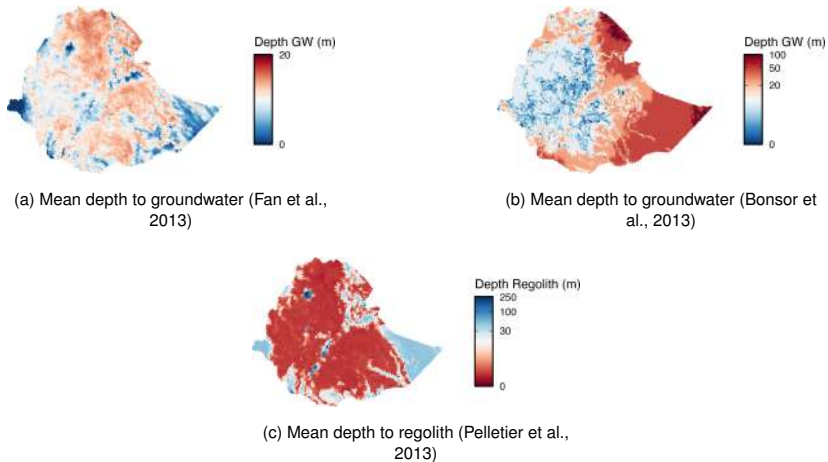 Depth GW (m)
20
0
(a) Mean depth to groundwater (Fan et al.,
2013)
Depth GW (m)
100
50
20
0
(b) Mean depth to groundwater (Bonsor et
al., 2013)
Depth Regolith (m)
250
100
30
0
(c) Mean depth to regolith (Pelletier et al.,
2013)